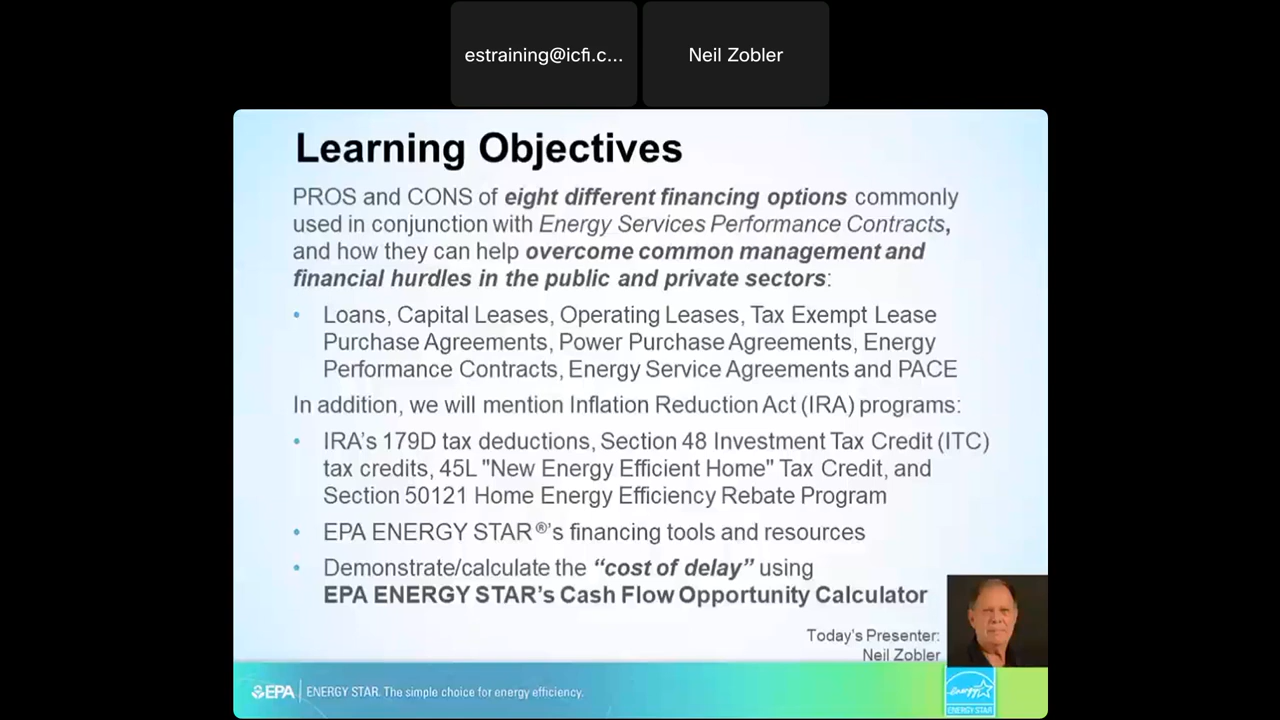 estraining@icfi.c...
Neil Zobler
Learning Objectives
PROS and CONS of eight different financing options commonly
used in conjunction with Energy Services Performance Contracts,
and how they can help overcome common management and
financial hurdles in the public and private sectors:
• Loans, Capital Leases, Operating Leases, Tax Exempt Lease
Purchase Agreements, Power Purchase Agreements, Energy
Performance Contracts, Energy Service Agreements and PACE
In addition, we will mention Inflation Reduction Act (IRA) programs:
• IRA's 179D tax deductions, Section 48 Investment Tax Credit (ITC)
tax credits, 45L "New Energy Efficient Home" Tax Credit, and
Section 50121 Home Energy Efficiency Rebate Program
• EPA ENERGY STAR®'s financing tools and resources
• Demonstrate/calculate the “cost of delay” using
EPA ENERGY STAR's Cash Flow Opportunity Calculator
Today's Presenter:
Neil Zobler
EPA | ENERGY STAR. The simple choice for energy efficiency.
energy
ENERGY STAR